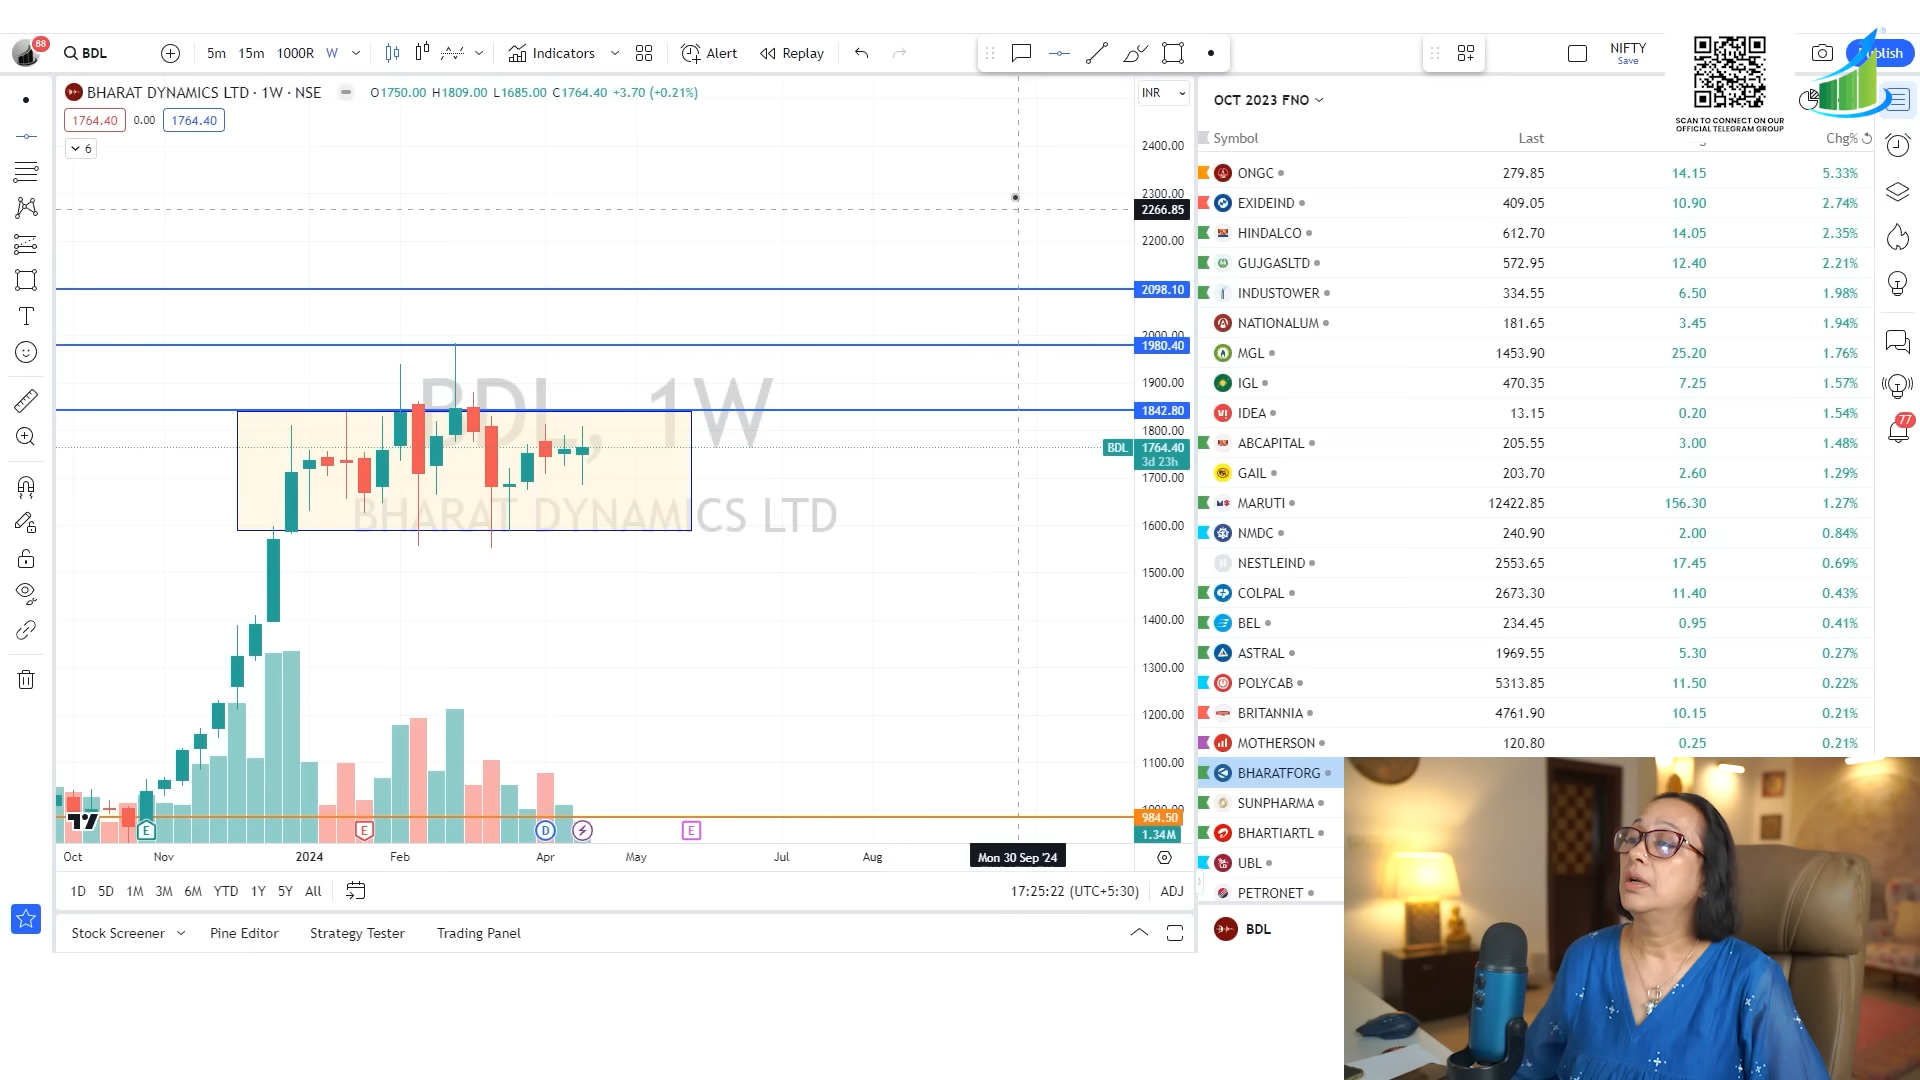 88
BDL
5m 15m 1000R W
Indicators
Alert
Replay
NIFTY
Save
SCAN TO CONNECT ON OUR
OFFICIAL TELEGRAM GROUP
BHARAT DYNAMICS LTD · 1W · NSE
O1750.00 H1809.00 L1685.00 C1764.40 +3.70 (+0.21%)
1764.40 0.00 1764.40
6
INR
2400.00
2300.00
2266.85
2200.00
2098.10
2000.00
1980.40
1900.00
1842.80
1800.00
BDL 1764.40
3d 23h
1700.00
1600.00
1500.00
1400.00
1300.00
1200.00
1100.00
984.50
1.34M
BDL, 1W
BHARAT DYNAMICS LTD
E E D E
Oct Nov 2024 Feb Apr May Jul Aug
Mon 30 Sep '24
1D 5D 1M 3M 6M YTD 1Y 5Y All
17:25:22 (UTC+5:30) ADJ
Stock Screener Pine Editor Strategy Tester Trading Panel
OCT 2023 FNO
Symbol Last Chg%
ONGC 279.85 14.15 5.33%
EXIDEIND 409.05 10.90 2.74%
HINDALCO 612.70 14.05 2.35%
GUJGASLTD 572.95 12.40 2.21%
INDUSTOWER 334.55 6.50 1.98%
NATIONALUM 181.65 3.45 1.94%
MGL 1453.90 25.20 1.76%
IGL 470.35 7.25 1.57%
IDEA 13.15 0.20 1.54%
ABCAPITAL 205.55 3.00 1.48%
GAIL 203.70 2.60 1.29%
MARUTI 12422.85 156.30 1.27%
NMDC 240.90 2.00 0.84%
NESTLEIND 2553.65 17.45 0.69%
COLPAL 2673.30 11.40 0.43%
BEL 234.45 0.95 0.41%
ASTRAL 1969.55 5.30 0.27%
POLYCAB 5313.85 11.50 0.22%
BRITANNIA 4761.90 10.15 0.21%
MOTHERSON 120.80 0.25 0.21%
BHARATFORG
SUNPHARMA
BHARTIARTL
UBL
PETRONET
BDL
77